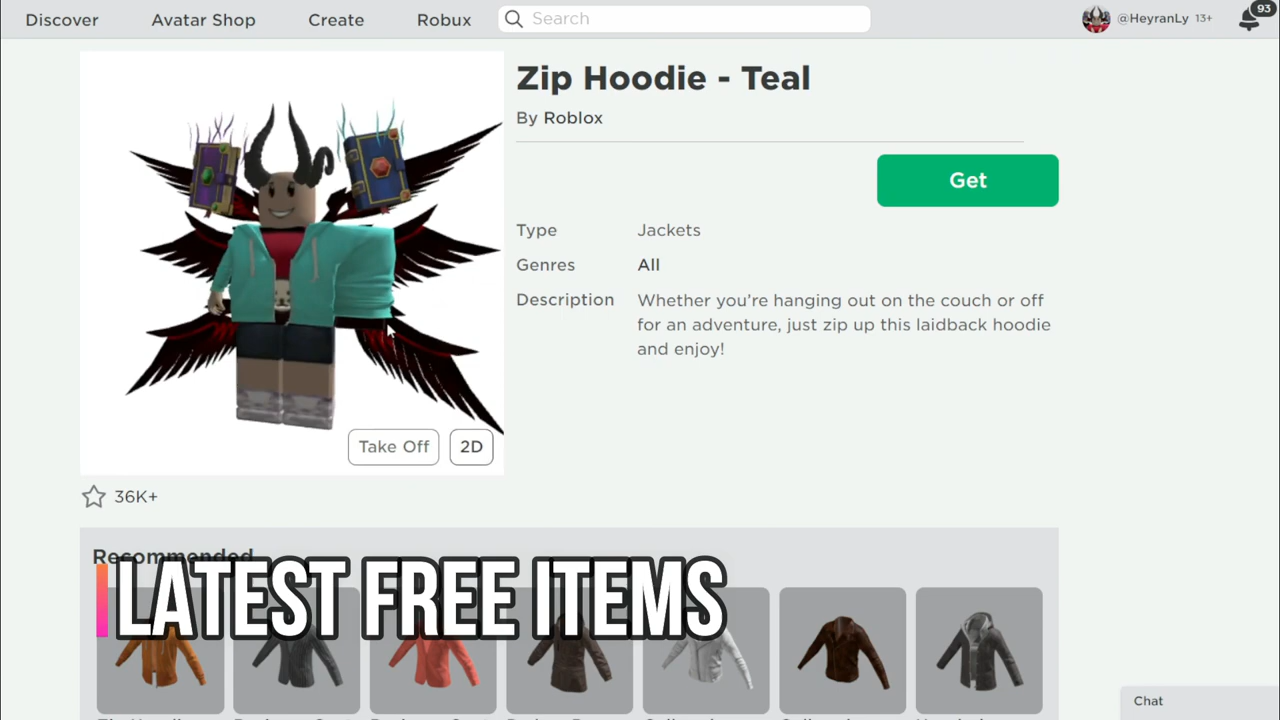 Discover Avatar Shop Create Robux Search @HeyranLy 13+ 93
Zip Hoodie - Teal
By Roblox
Get
Type Jackets
Genres All
Description Whether you're hanging out on the couch or off
for an adventure, just zip up this laidback hoodie
and enjoy!
Take Off 2D
36K+
Recommended
LATEST FREE ITEMS
Chat